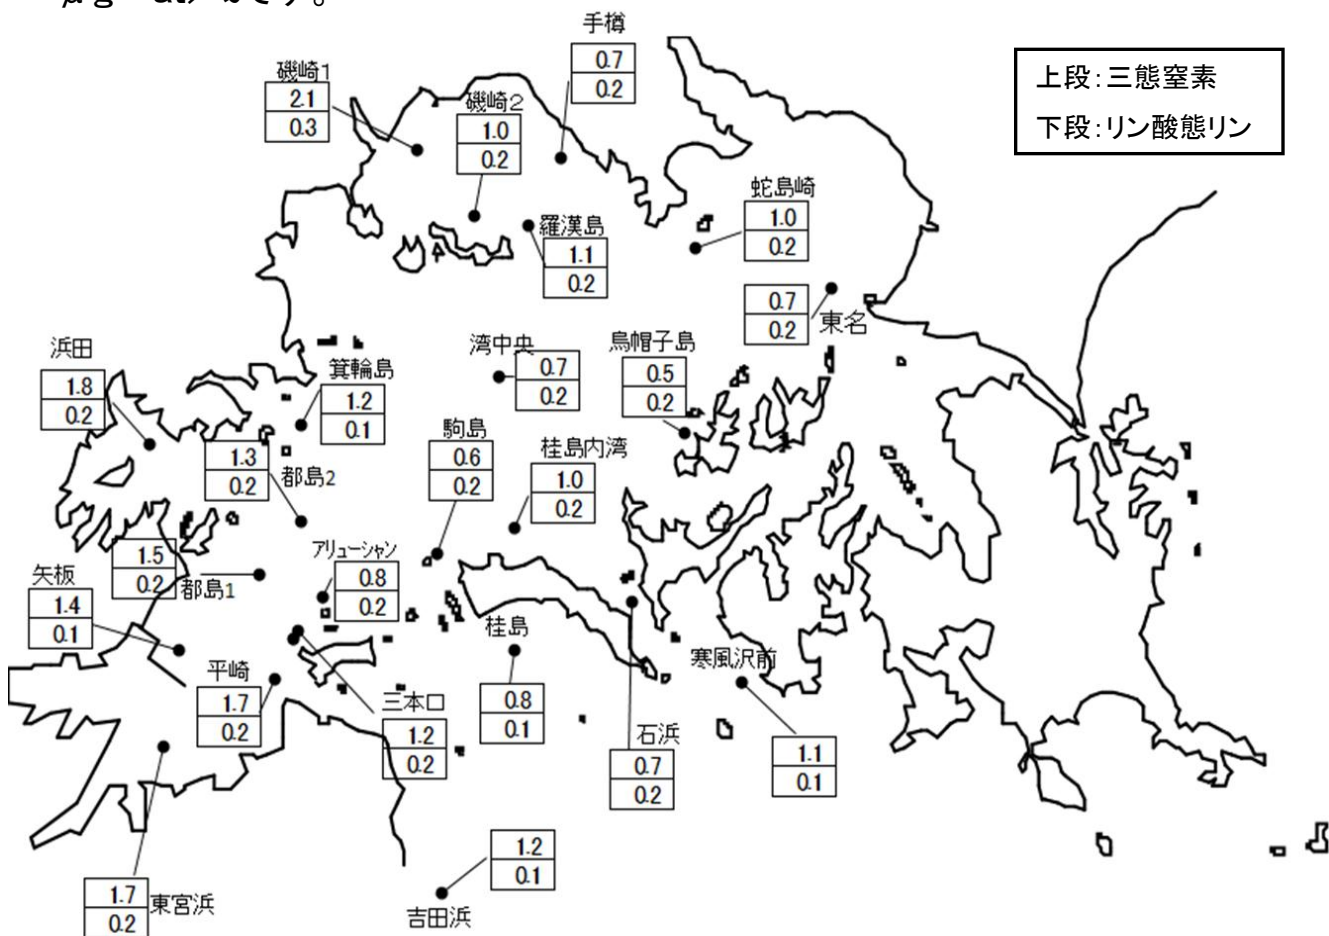 μg-at/ℓです。
手樽
0.7
0.2
磯崎1
2.1
0.3
磯崎2
1.0
0.2
上段:三態窒素
下段:リン酸態リン
蛇島崎
1.0
0.2
羅漢島
1.1
0.2
0.7
0.2
東名
浜田
1.8
0.2
箕輪島
1.2
0.1
湾中央
0.7
0.2
烏帽子島
0.5
0.2
駒島
0.6
0.2
桂島内湾
1.0
0.2
1.3
0.2
都島2
1.5
0.2
都島1
アリューシャン
0.8
0.2
矢板
1.4
0.1
桂島
0.8
0.1
寒風沢前
1.1
0.1
平崎
1.7
0.2
三本口
1.2
0.2
石浜
0.7
0.2
1.2
0.1
吉田浜
1.7
0.2
東宮浜